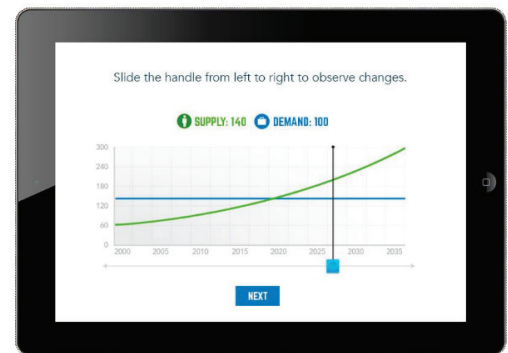 Slide the handle from left to right to observe changes.
SUPPLY: 140 DEMAND: 100
300
240
180
120
60
0
2000 2005 2010 2015 2020 2025 2030 2035
NEXT